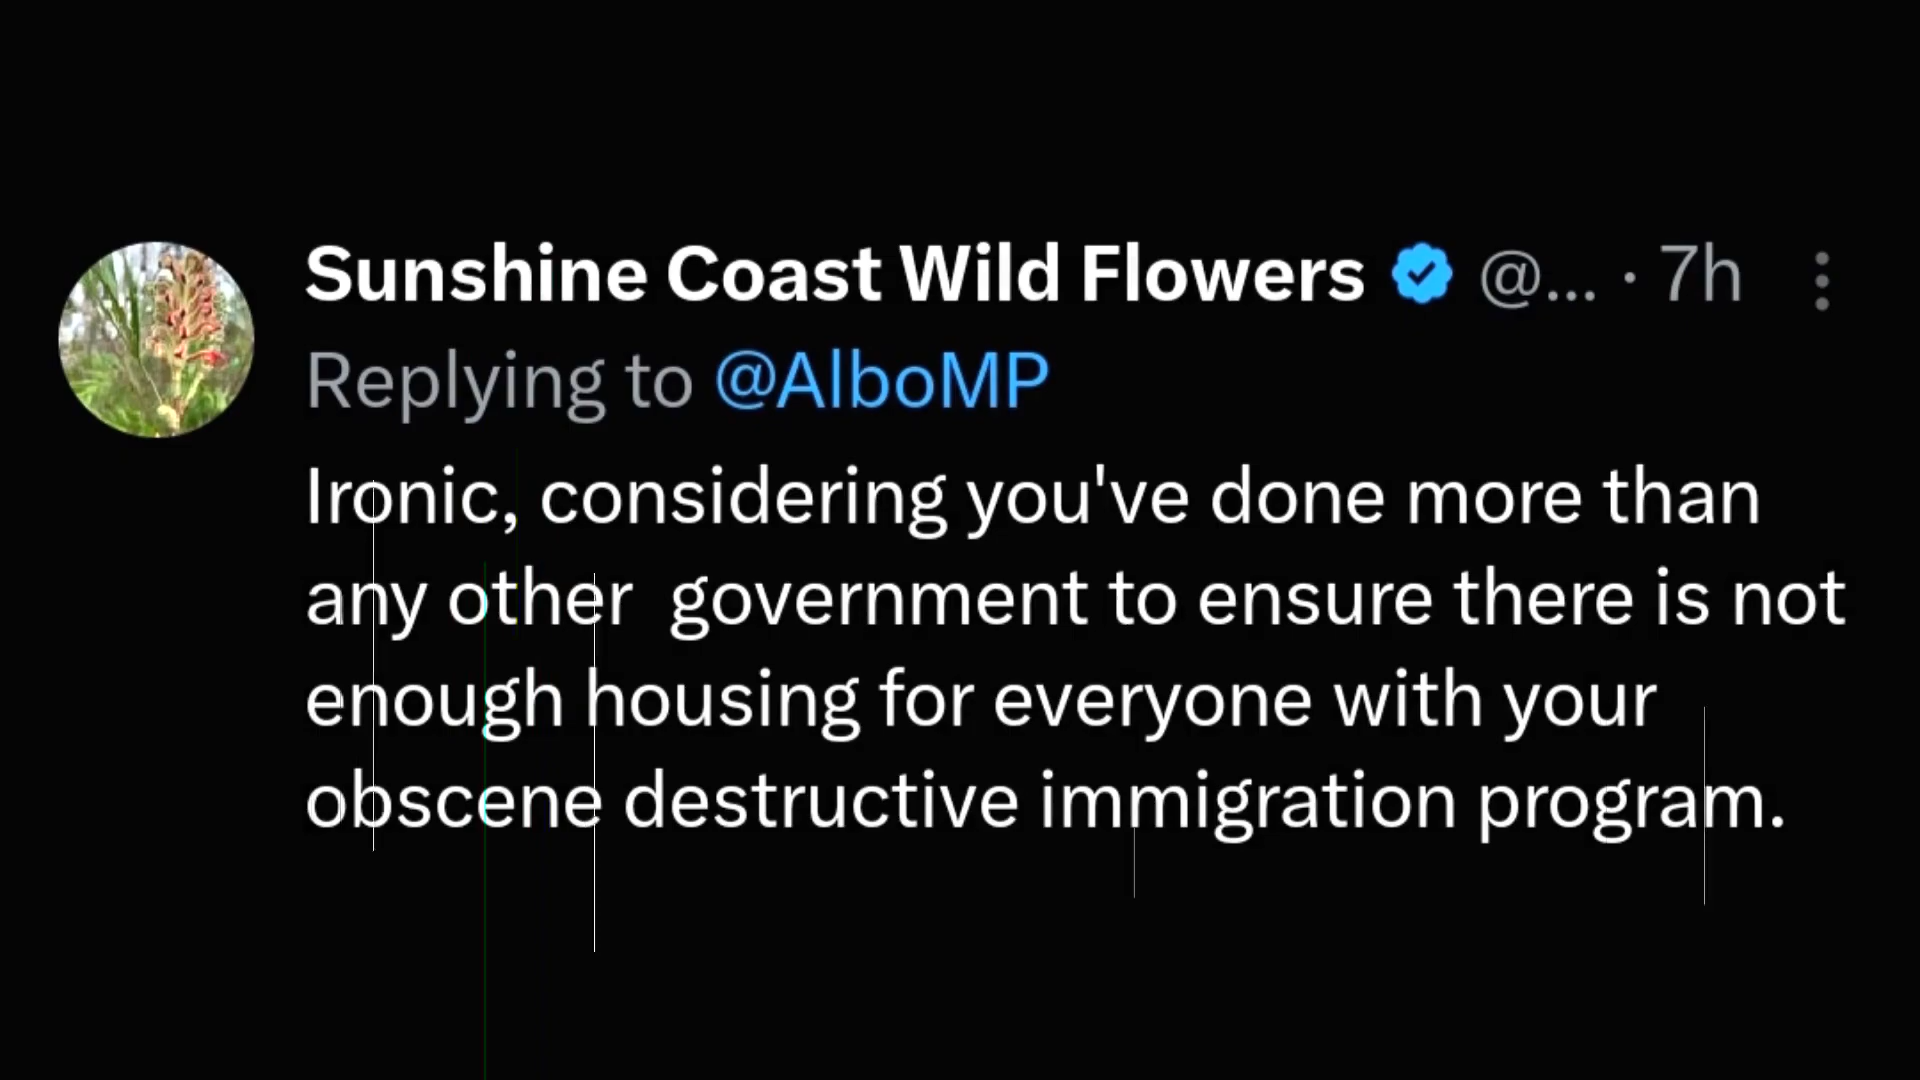 Sunshine Coast Wild Flowers @... · 7h
Replying to @AlboMP
Ironic, considering you've done more than
any other  government to ensure there is not
enough housing for everyone with your
obscene destructive immigration program.